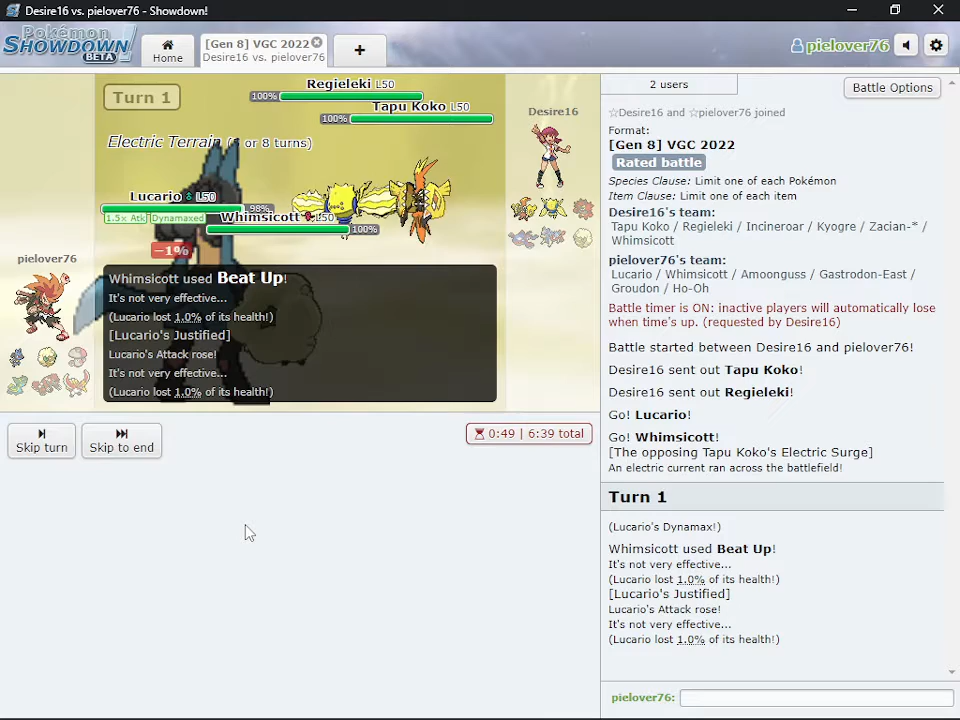 Desire16 vs. pielover76 - Showdown!
Pokémon
SHOWDOWN
BETA
Home
[Gen 8] VGC 2022
Desire16 vs. pielover76
+
pielover76
Turn 1
Regieleki L50
100%
Tapu Koko L50
100%
Electric Terrain (5 or 8 turns)
Lucario L50
98%
1.5× Atk Dynamaxed
Whimsicott L50
100%
−1%
Desire16
pielover76
Whimsicott used Beat Up!
It's not very effective...
(Lucario lost 1.0% of its health!)
[Lucario's Justified]
Lucario's Attack rose!
It's not very effective...
(Lucario lost 1.0% of its health!)
Skip turn
Skip to end
0:49 | 6:39 total
2 users
Battle Options
☆Desire16 and ☆pielover76 joined
Format:
[Gen 8] VGC 2022
Rated battle
Species Clause: Limit one of each Pokémon
Item Clause: Limit one of each item
Desire16's team:
Tapu Koko / Regieleki / Incineroar / Kyogre / Zacian-* /
Whimsicott
pielover76's team:
Lucario / Whimsicott / Amoonguss / Gastrodon-East /
Groudon / Ho-Oh
Battle timer is ON: inactive players will automatically lose
when time's up. (requested by Desire16)
Battle started between Desire16 and pielover76!
Desire16 sent out Tapu Koko!
Desire16 sent out Regieleki!
Go! Lucario!
Go! Whimsicott!
[The opposing Tapu Koko's Electric Surge]
An electric current ran across the battlefield!
Turn 1
(Lucario's Dynamax!)
Whimsicott used Beat Up!
It's not very effective...
(Lucario lost 1.0% of its health!)
[Lucario's Justified]
Lucario's Attack rose!
It's not very effective...
(Lucario lost 1.0% of its health!)
pielover76: